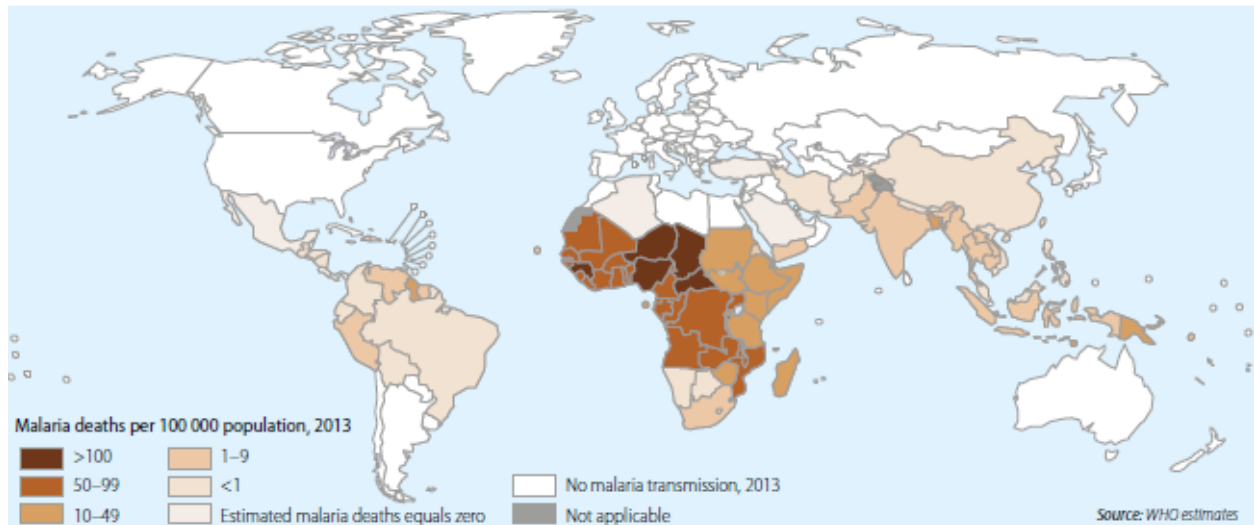 Malaria deaths per 100 000 population, 2013
>100
50–99
10–49
1–9
<1
Estimated malaria deaths equals zero
No malaria transmission, 2013
Not applicable
Source: WHO estimates